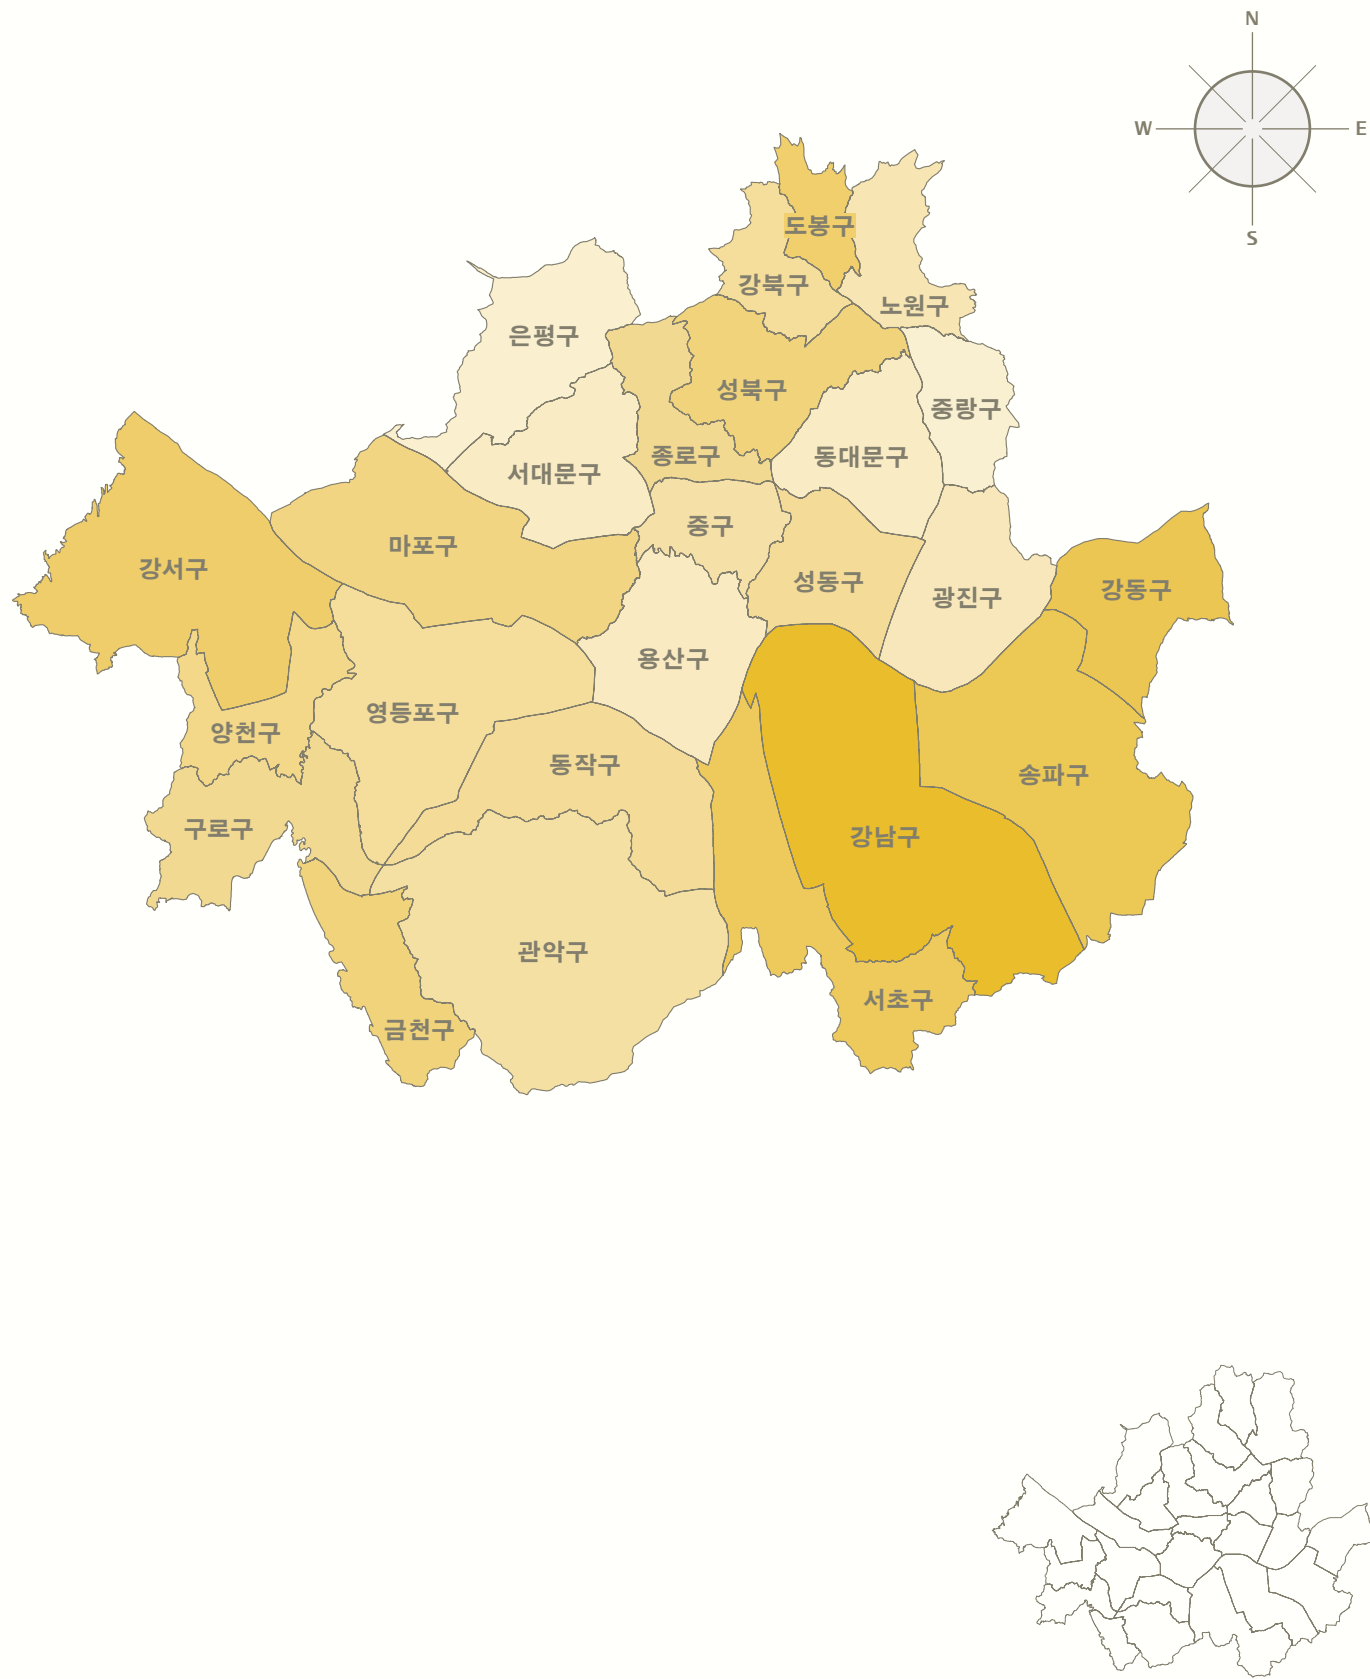 N
W
E
S
도봉구
강북구
노원구
은평구
성북구
중랑구
종로구
동대문구
서대문구
중구
마포구
강서구
성동구
강동구
광진구
용산구
영등포구
양천구
동작구
송파구
구로구
강남구
관악구
서초구
금천구